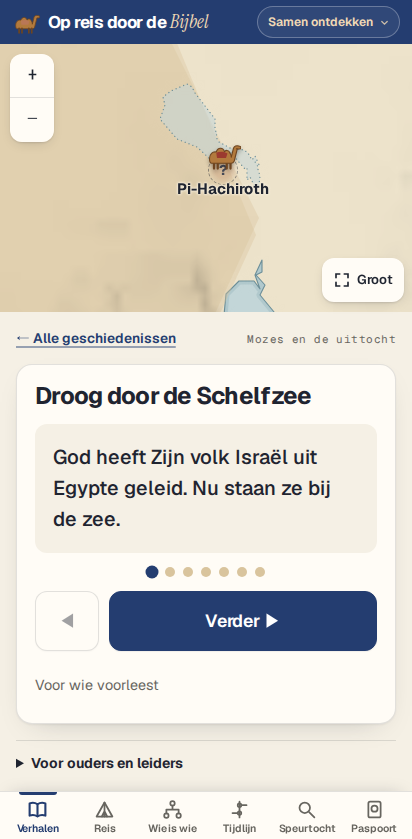 Op reis door de Bijbel
Samen ontdekken
+
−
?
Pi-Hachiroth
Groot
← Alle geschiedenissen
Mozes en de uittocht
Droog door de Schelfzee
God heeft Zijn volk Israël uit
Egypte geleid. Nu staan ze bij
de zee.
Verder ▶
Voor wie voorleest
▶ Voor ouders en leiders
Verhalen
Reis
Wie is wie
Tijdlijn
Speurtocht
Paspoort